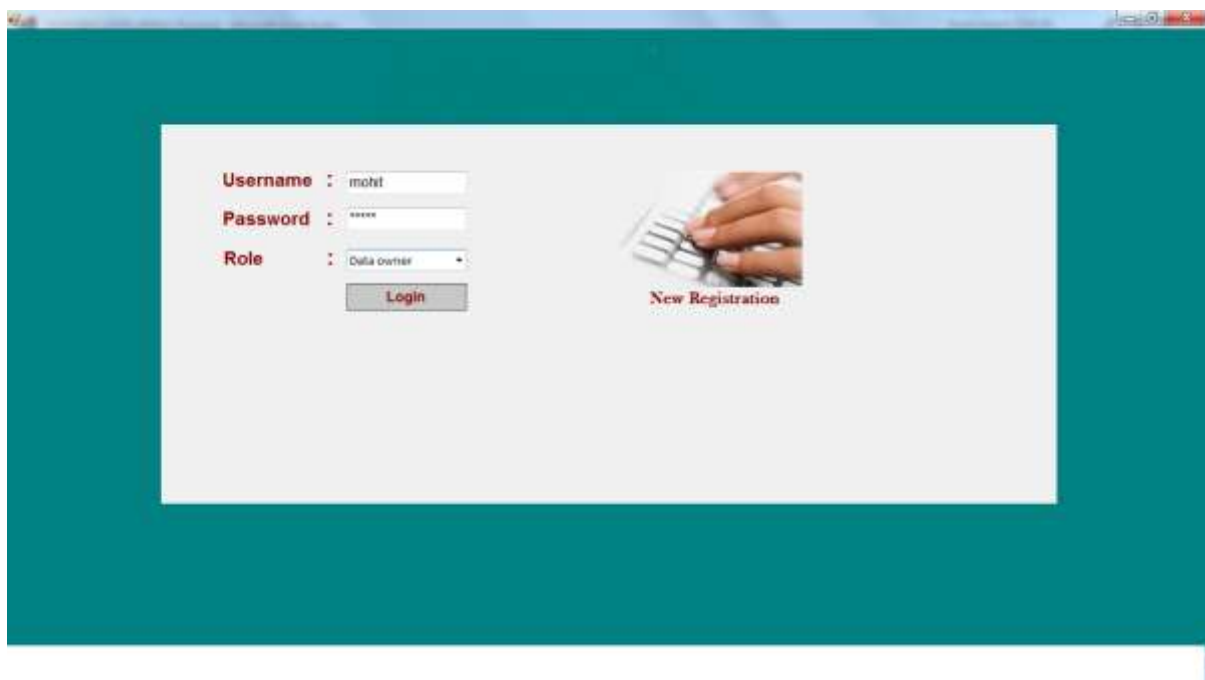 Username : mohit
Password : *****
Role : Data owner
Login
New Registration